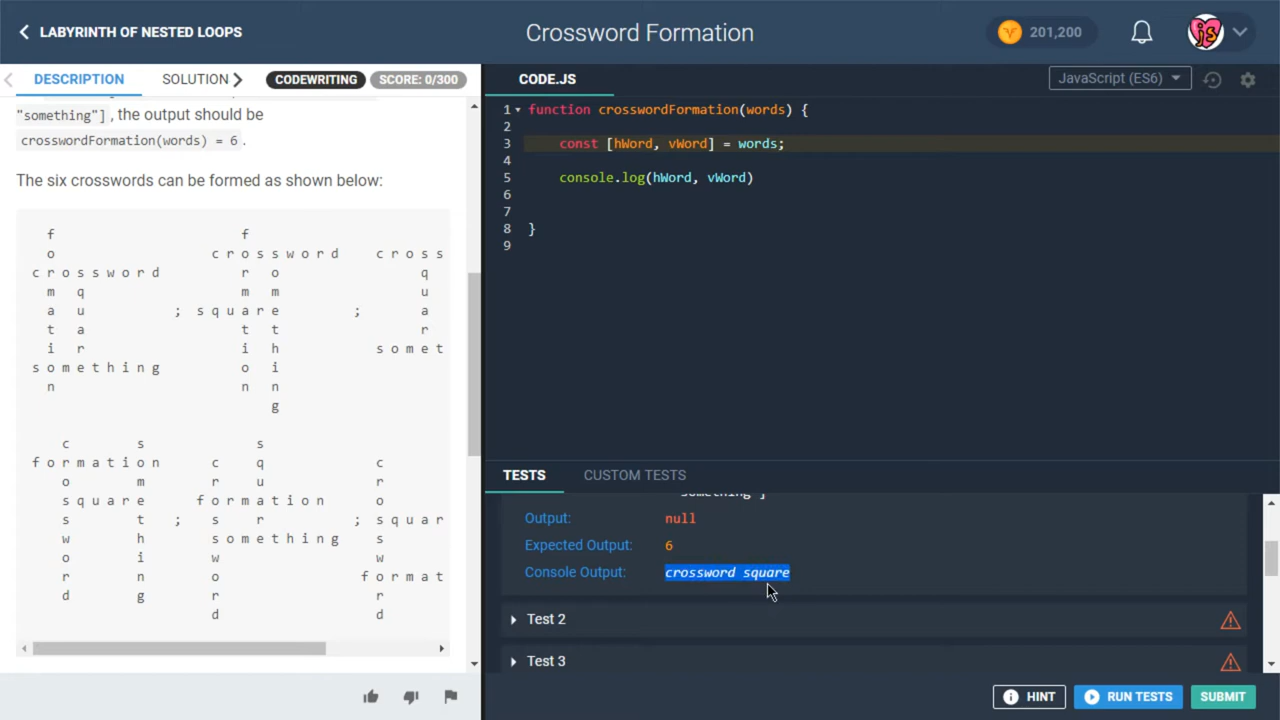 LABYRINTH OF NESTED LOOPS
Crossword Formation
201,200
js
DESCRIPTION
SOLUTION
CODEWRITING
SCORE: 0/300
"something"], the output should be
crosswordFormation(words) = 6.
The six crosswords can be formed as shown below:
f f
o c r o s s w o r d c r o s s
c r o s s w o r d r o q
m q m m u
a u ; s q u a r e ; a
t a t t r
i r i h s o m e t
s o m e t h i n g o i
n n n
g
c s s
f o r m a t i o n q c
o m u r
s q u a r e f o r m a t i o n
s t ; s r ; s q u a r
w h s o m e t h i n g s
o i w w
r n o f o r m a t
d g r r
d d
CODE.JS
JavaScript (ES6)
1 function crosswordFormation(words) {
2
3 const [hWord, vWord] = words;
4
5 console.log(hWord, vWord)
6
7
8 }
9
TESTS
CUSTOM TESTS
"something"]
Output: null
Expected Output: 6
Console Output: crossword square
Test 2
Test 3
HINT
RUN TESTS
SUBMIT